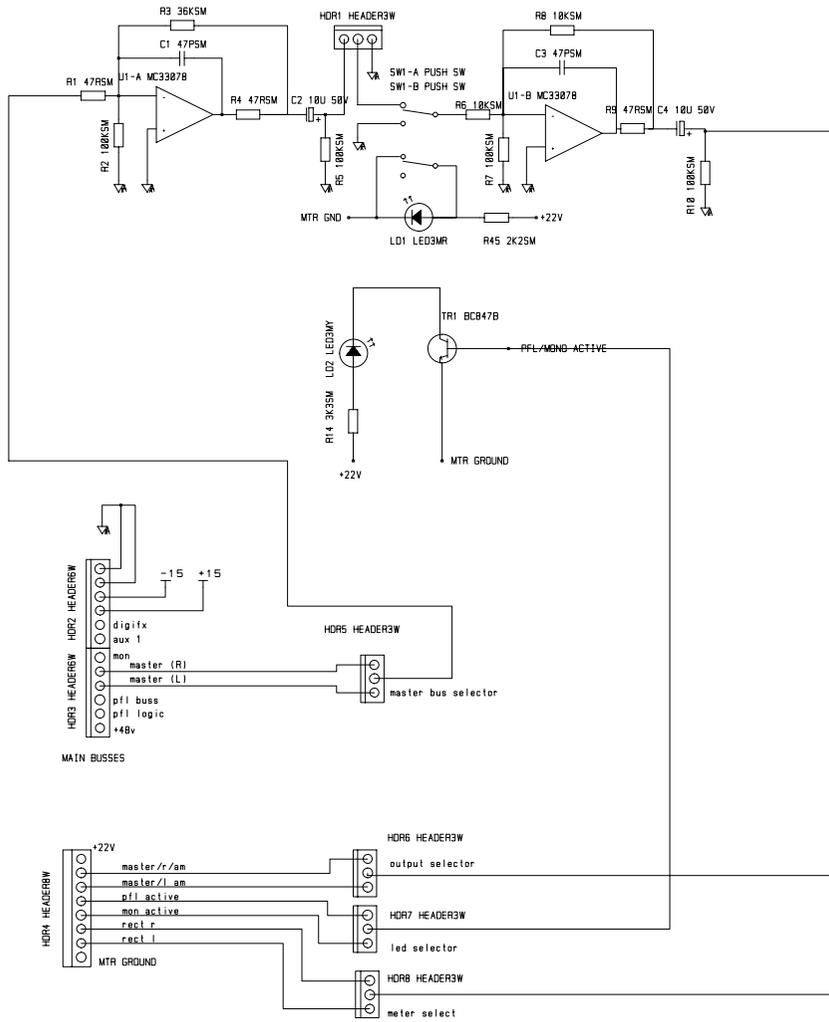 R3 36KSM
C1 47PSM
U1-A MC33078
R1 47RSM
R2 100KSM
R4 47RSM
C2 10U 50V
+
R5 100KSM
HDR1 HEADER3W
SW1-A PUSH SW
SW1-B PUSH SW
R8 10KSM
C3 47PSM
U1-B MC33078
R6 10KSM
R7 100KSM
R9 47RSM
C4 10U 50V
+
R10 100KSM
MTR GND
LD1 LED3MR
R45 2K2SM
+22V
TR1 BC847B
LD2 LED3MY
PFL/MONO ACTIVE
R14 3K3SM
+22V
MTR GROUND
-15
+15
HDR2 HEADER6W
digifx
aux 1
HDR3 HEADER6W
mon
master (R)
master (L)
pfl buss
pfl logic
+48v
MAIN BUSSES
HDR5 HEADER3W
master bus selector
HDR4 HEADER8W
+22V
master/r/am
master/l am
pfl active
mon active
rect r
rect l
MTR GROUND
HDR6 HEADER3W
output selector
HDR7 HEADER3W
led selector
HDR8 HEADER3W
meter select